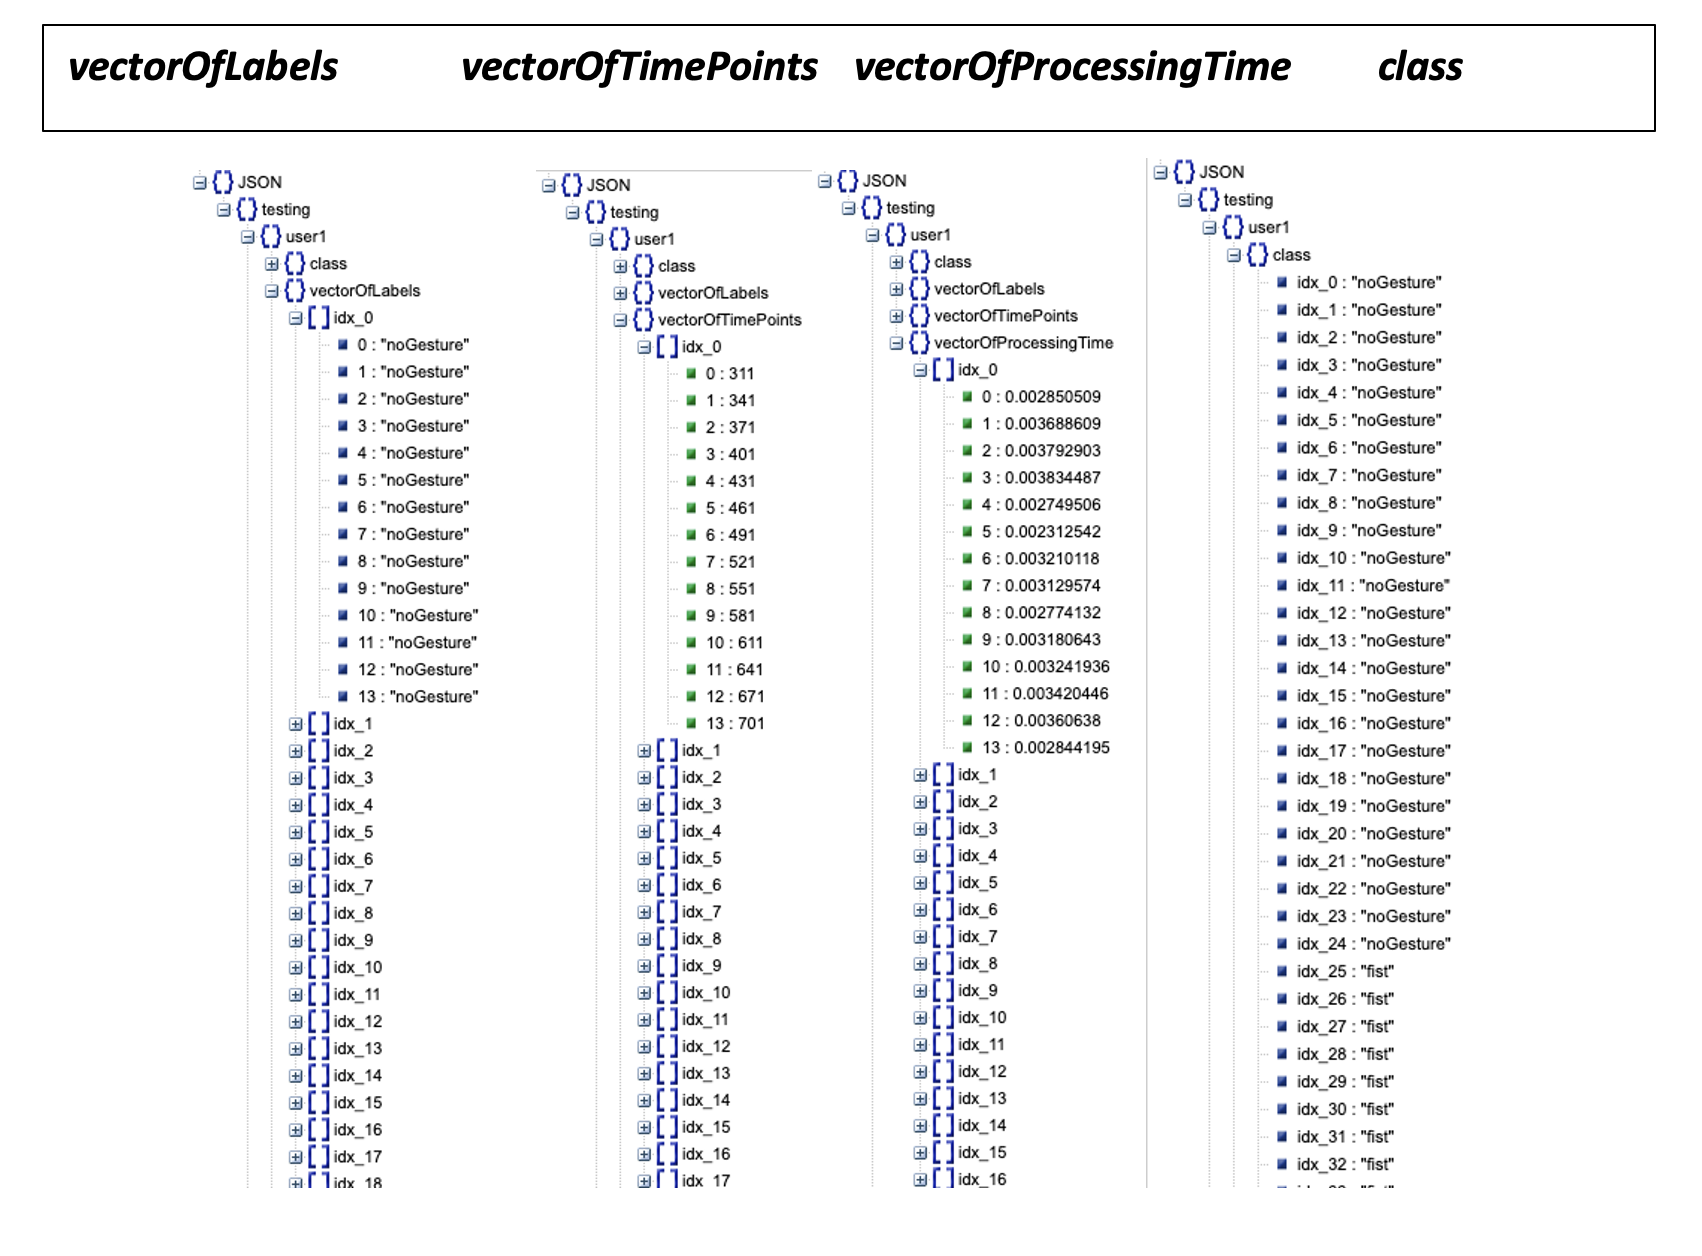 vectorOfLabels vectorOfTimePoints vectorOfProcessingTime class
JSON
testing
user1
class
vectorOfLabels
idx_0
0 : "noGesture"
1 : "noGesture"
2 : "noGesture"
3 : "noGesture"
4 : "noGesture"
5 : "noGesture"
6 : "noGesture"
7 : "noGesture"
8 : "noGesture"
9 : "noGesture"
10 : "noGesture"
11 : "noGesture"
12 : "noGesture"
13 : "noGesture"
idx_1
idx_2
idx_3
idx_4
idx_5
idx_6
idx_7
idx_8
idx_9
idx_10
idx_11
idx_12
idx_13
idx_14
idx_15
idx_16
idx_17
idx_18
JSON
testing
user1
class
vectorOfLabels
vectorOfTimePoints
idx_0
0 : 311
1 : 341
2 : 371
3 : 401
4 : 431
5 : 461
6 : 491
7 : 521
8 : 551
9 : 581
10 : 611
11 : 641
12 : 671
13 : 701
idx_1
idx_2
idx_3
idx_4
idx_5
idx_6
idx_7
idx_8
idx_9
idx_10
idx_11
idx_12
idx_13
idx_14
idx_15
idx_16
idx_17
JSON
testing
user1
class
vectorOfLabels
vectorOfTimePoints
vectorOfProcessingTime
idx_0
0 : 0.002850509
1 : 0.003688609
2 : 0.003792903
3 : 0.003834487
4 : 0.002749506
5 : 0.002312542
6 : 0.003210118
7 : 0.003129574
8 : 0.002774132
9 : 0.003180643
10 : 0.003241936
11 : 0.003420446
12 : 0.00360638
13 : 0.002844195
idx_1
idx_2
idx_3
idx_4
idx_5
idx_6
idx_7
idx_8
idx_9
idx_10
idx_11
idx_12
idx_13
idx_14
idx_15
idx_16
JSON
testing
user1
class
idx_0 : "noGesture"
idx_1 : "noGesture"
idx_2 : "noGesture"
idx_3 : "noGesture"
idx_4 : "noGesture"
idx_5 : "noGesture"
idx_6 : "noGesture"
idx_7 : "noGesture"
idx_8 : "noGesture"
idx_9 : "noGesture"
idx_10 : "noGesture"
idx_11 : "noGesture"
idx_12 : "noGesture"
idx_13 : "noGesture"
idx_14 : "noGesture"
idx_15 : "noGesture"
idx_16 : "noGesture"
idx_17 : "noGesture"
idx_18 : "noGesture"
idx_19 : "noGesture"
idx_20 : "noGesture"
idx_21 : "noGesture"
idx_22 : "noGesture"
idx_23 : "noGesture"
idx_24 : "noGesture"
idx_25 : "fist"
idx_26 : "fist"
idx_27 : "fist"
idx_28 : "fist"
idx_29 : "fist"
idx_30 : "fist"
idx_31 : "fist"
idx_32 : "fist"